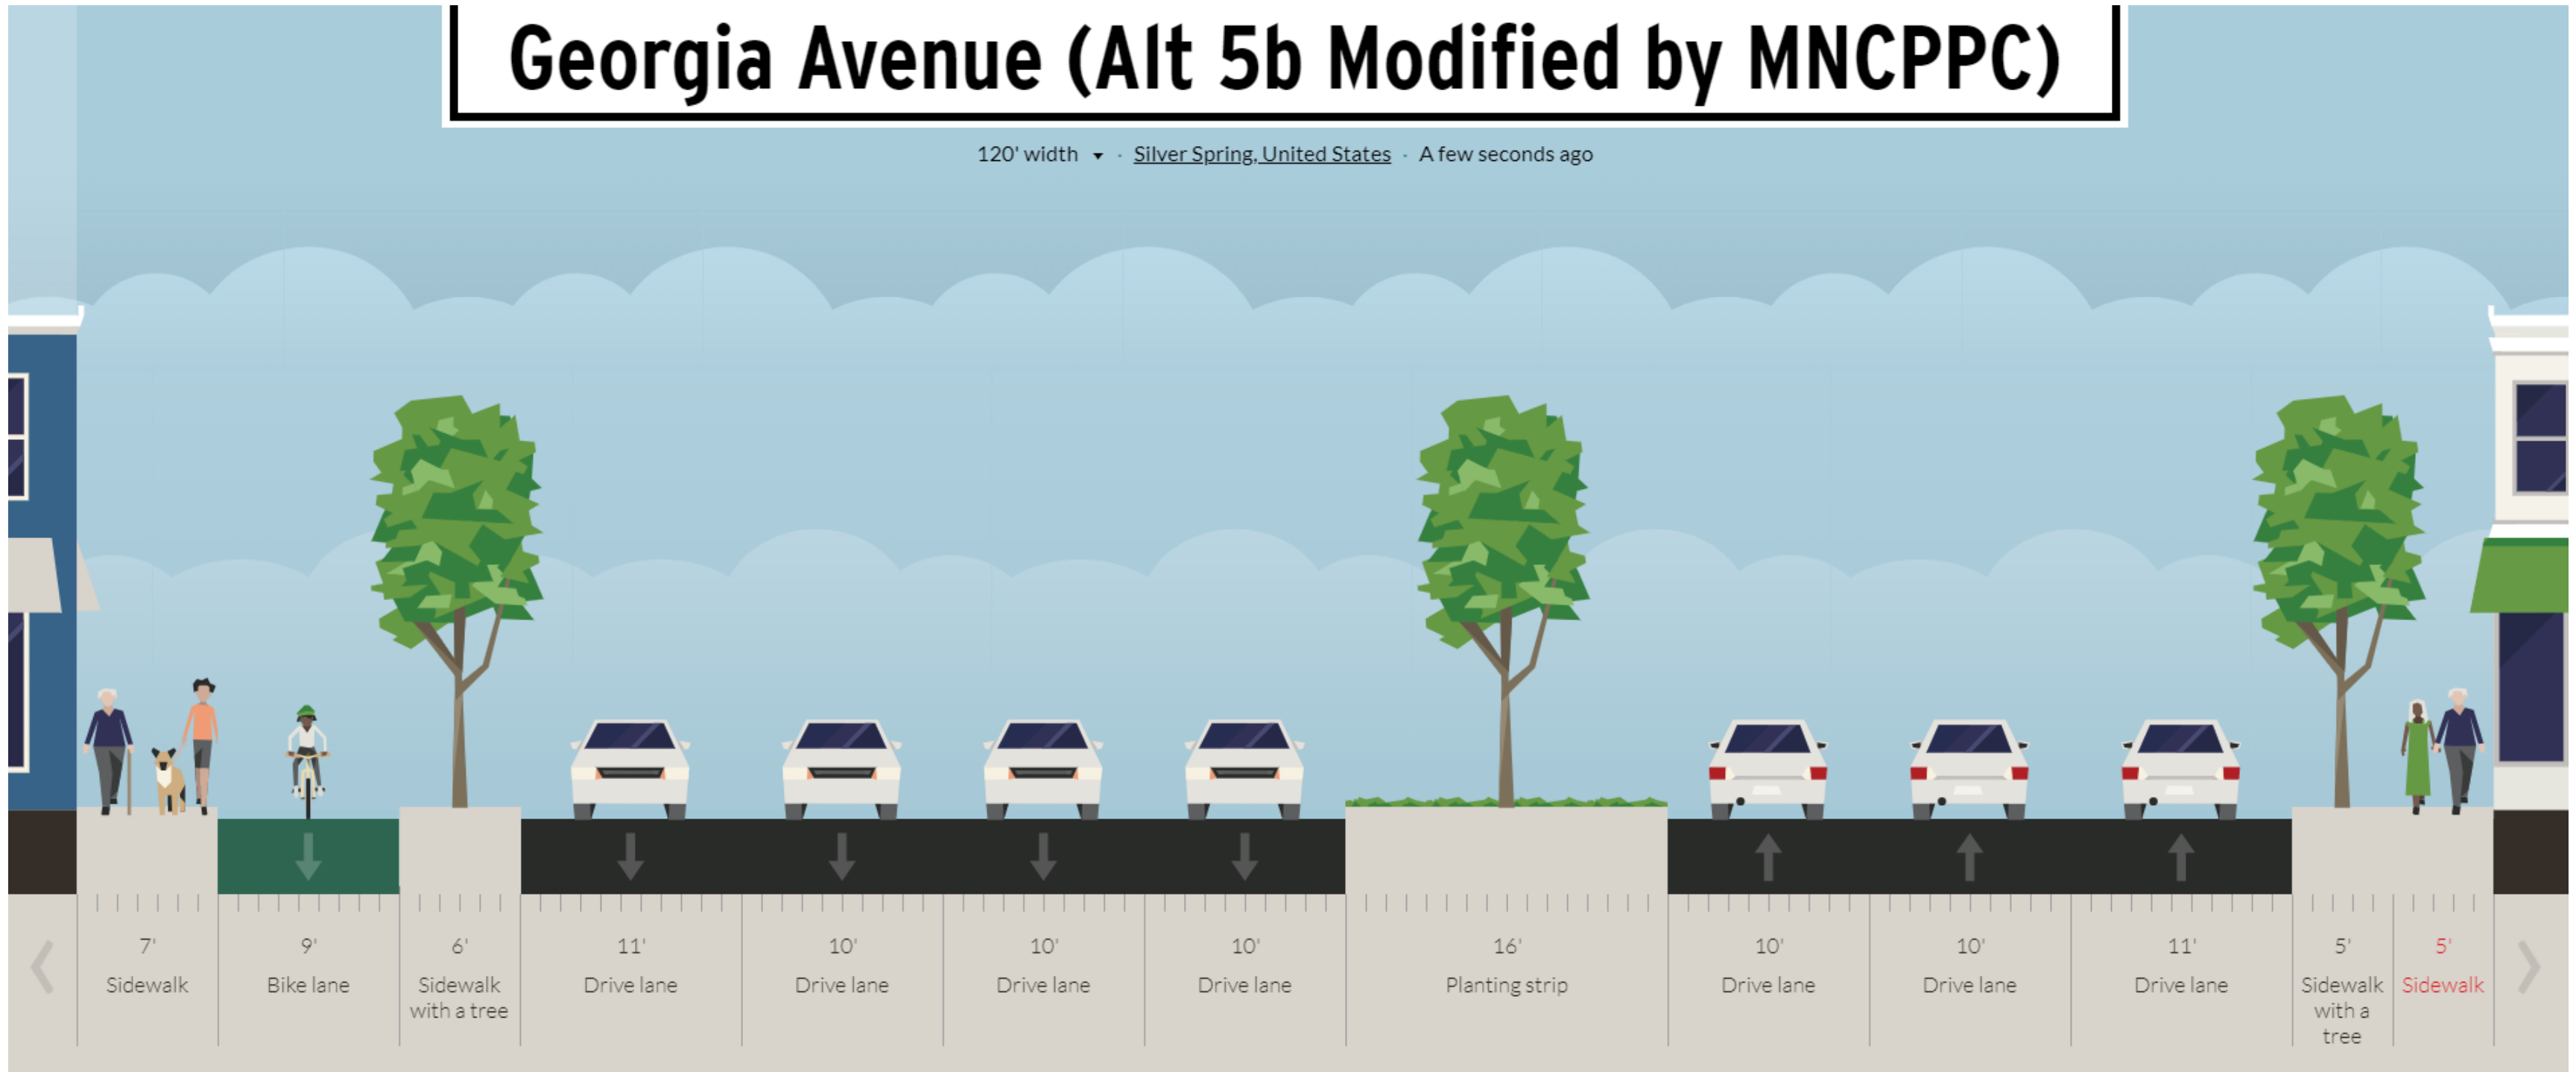 Georgia Avenue (Alt 5b Modified by MNCPPC)
120' width ▾ · Silver Spring, United States · A few seconds ago
7' 9' 6' 11' 10' 10' 10' 16' 10' 10' 11' 5' 5'
Sidewalk Bike lane Sidewalk Drive lane Drive lane Drive lane Drive lane Planting strip Drive lane Drive lane Drive lane Sidewalk Sidewalk
with a tree with a
tree